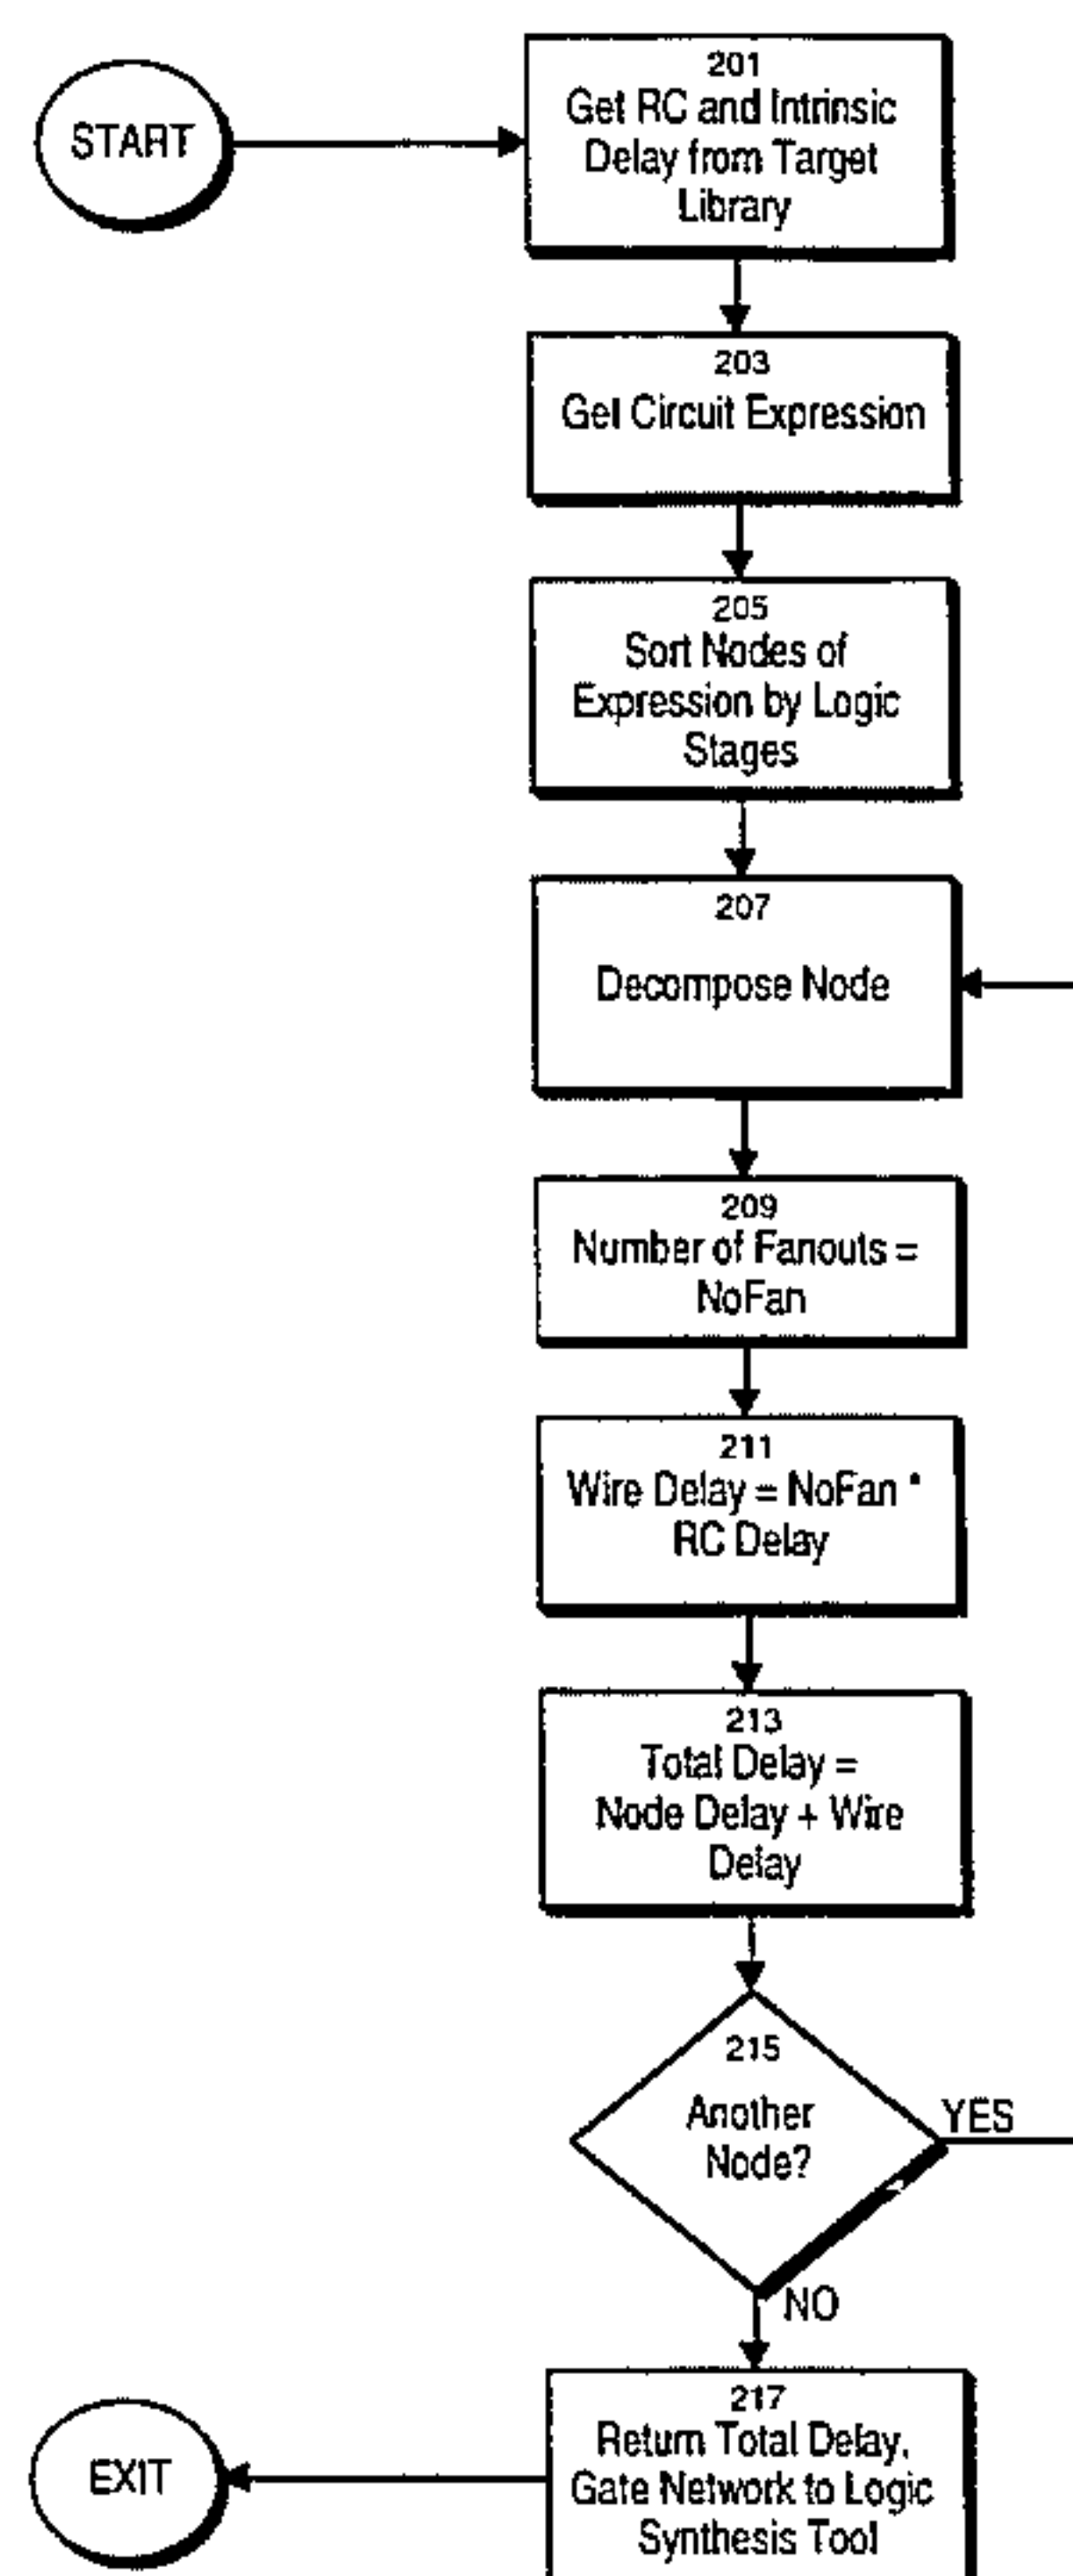 START
201
Get RC and Intrinsic
Delay from Target
Library
203
Get Circuit Expression
205
Sort Nodes of
Expression by Logic
Stages
207
Decompose Node
209
Number of Fanouts =
NoFan
211
Wire Delay = NoFan *
RC Delay
213
Total Delay =
Node Delay + Wire
Delay
215
Another
Node?
YES
NO
217
Return Total Delay,
Gate Network to Logic
Synthesis Tool
EXIT